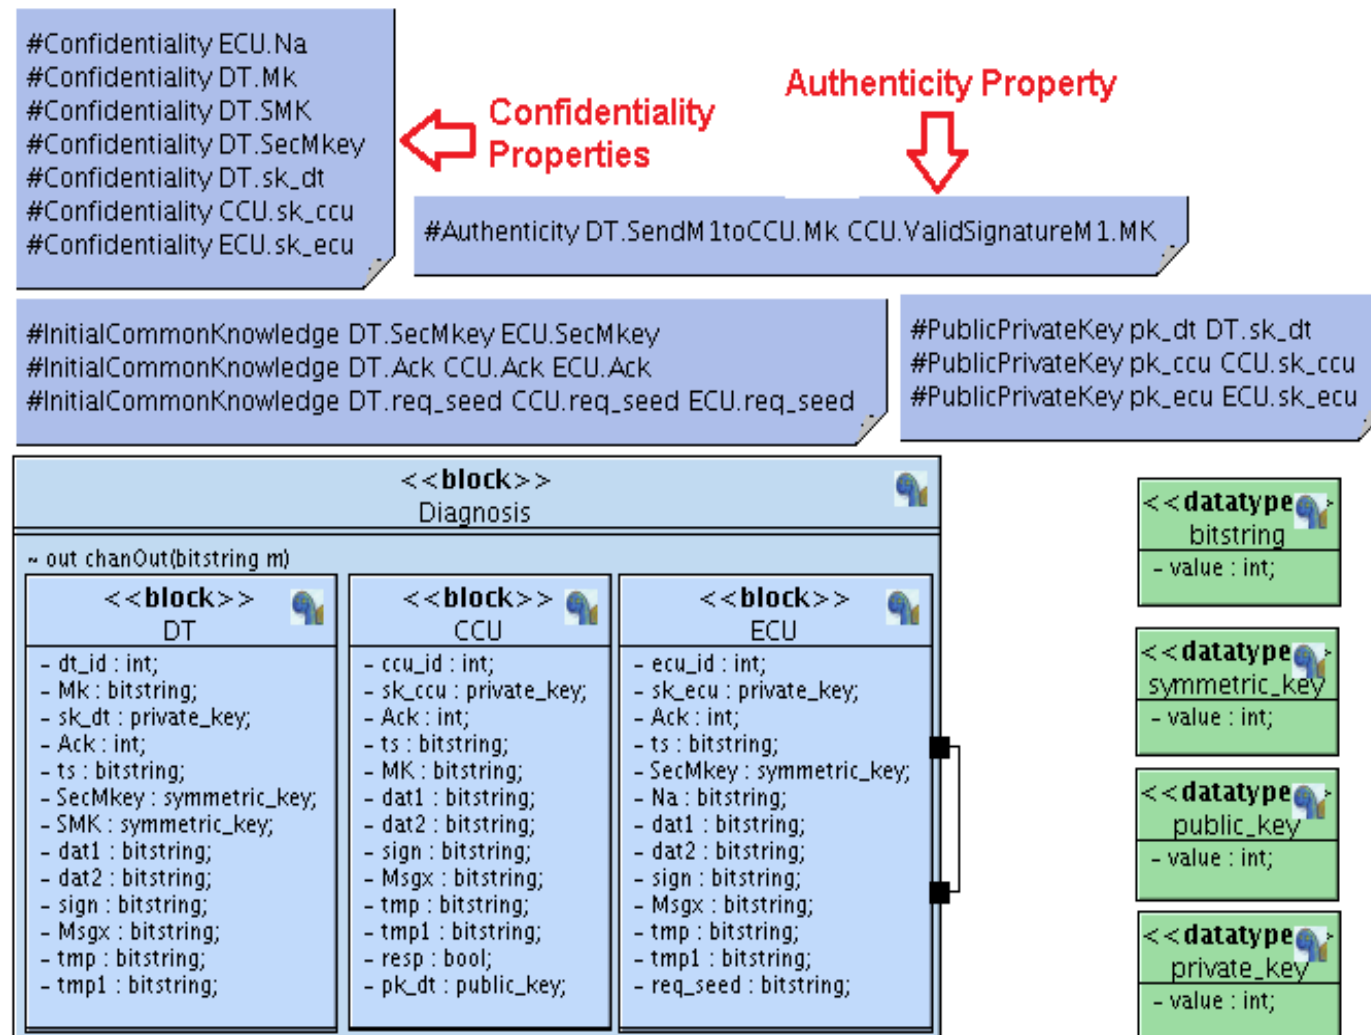 #Confidentiality ECU.Na
#Confidentiality DT.Mk
#Confidentiality DT.SMK
#Confidentiality DT.SecMkey
#Confidentiality DT.sk_dt
#Confidentiality CCU.sk_ccu
#Confidentiality ECU.sk_ecu
Confidentiality
Properties
Authenticity Property
#Authenticity DT.SendM1toCCU.Mk CCU.ValidSignatureM1.MK
#InitialCommonKnowledge DT.SecMkey ECU.SecMkey
#InitialCommonKnowledge DT.Ack CCU.Ack ECU.Ack
#InitialCommonKnowledge DT.req_seed CCU.req_seed ECU.req_seed
#PublicPrivateKey pk_dt DT.sk_dt
#PublicPrivateKey pk_ccu CCU.sk_ccu
#PublicPrivateKey pk_ecu ECU.sk_ecu
<<block>>
Diagnosis
~ out chanOut(bitstring m)
<<block>>
DT
- dt_id : int;
- Mk : bitstring;
- sk_dt : private_key;
- Ack : int;
- ts : bitstring;
- SecMkey : symmetric_key;
- SMK : symmetric_key;
- dat1 : bitstring;
- dat2 : bitstring;
- sign : bitstring;
- Msgx : bitstring;
- tmp : bitstring;
- tmp1 : bitstring;
<<block>>
CCU
- ccu_id : int;
- sk_ccu : private_key;
- Ack : int;
- ts : bitstring;
- MK : bitstring;
- dat1 : bitstring;
- dat2 : bitstring;
- sign : bitstring;
- Msgx : bitstring;
- tmp : bitstring;
- tmp1 : bitstring;
- resp : bool;
- pk_dt : public_key;
<<block>>
ECU
- ecu_id : int;
- sk_ecu : private_key;
- Ack : int;
- ts : bitstring;
- SecMkey : symmetric_key;
- Na : bitstring;
- dat1 : bitstring;
- dat2 : bitstring;
- sign : bitstring;
- Msgx : bitstring;
- tmp : bitstring;
- tmp1 : bitstring;
- req_seed : bitstring;
<<datatype>>
bitstring
- value : int;
<<datatype>>
symmetric_key
- value : int;
<<datatype>>
public_key
- value : int;
<<datatype>>
private_key
- value : int;